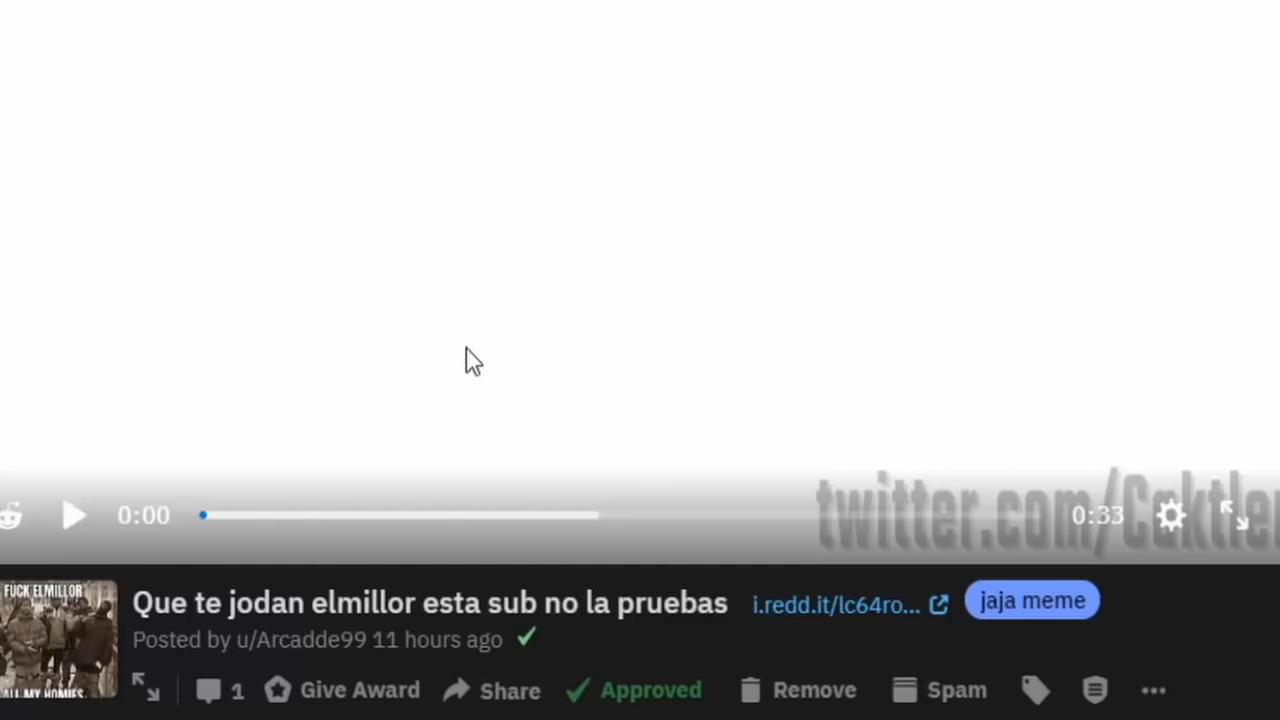 twitter.com/Caktler
0:00
0:33
FUCK ELMILLOR
ALL MY HOMIES
Que te jodan elmillor esta sub no la pruebas
i.redd.it/lc64ro...
jaja meme
Posted by u/Arcadde99 11 hours ago
1
Give Award
Share
Approved
Remove
Spam